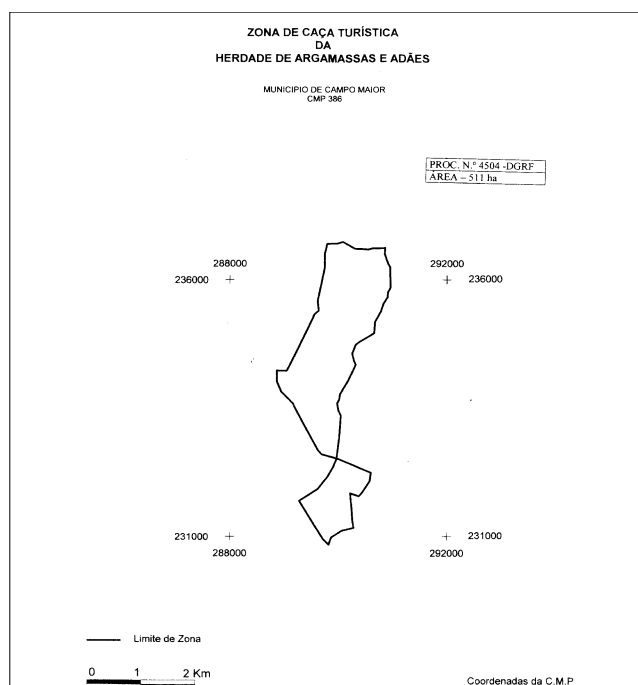 ZONA DE CAÇA TURÍSTICA
DA
HERDADE DE ARGAMASSAS E ADÃES
MUNICIPIO DE CAMPO MAIOR
CMP 386
PROC. N.º 4504 -DGRF
ÁREA – 511 ha
288000
292000
236000
236000
231000
231000
288000
292000
Limite de Zona
0 1 2 Km
Coordenadas da C.M.P